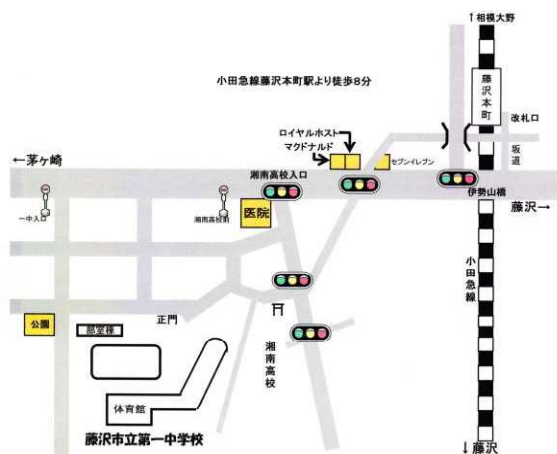 ↑相模大野
小田急線藤沢本町駅より徒歩8分
藤沢本町
改札口
坂道
ロイヤルホスト
マクドナルド
セブンイレブン
←茅ヶ崎
湘南高校入口
伊勢山橋
藤沢→
一中入口
湘南高校前
医院
小田急線
公園
正門
部室棟
湘南高校
体育館
藤沢市立第一中学校
↓藤沢